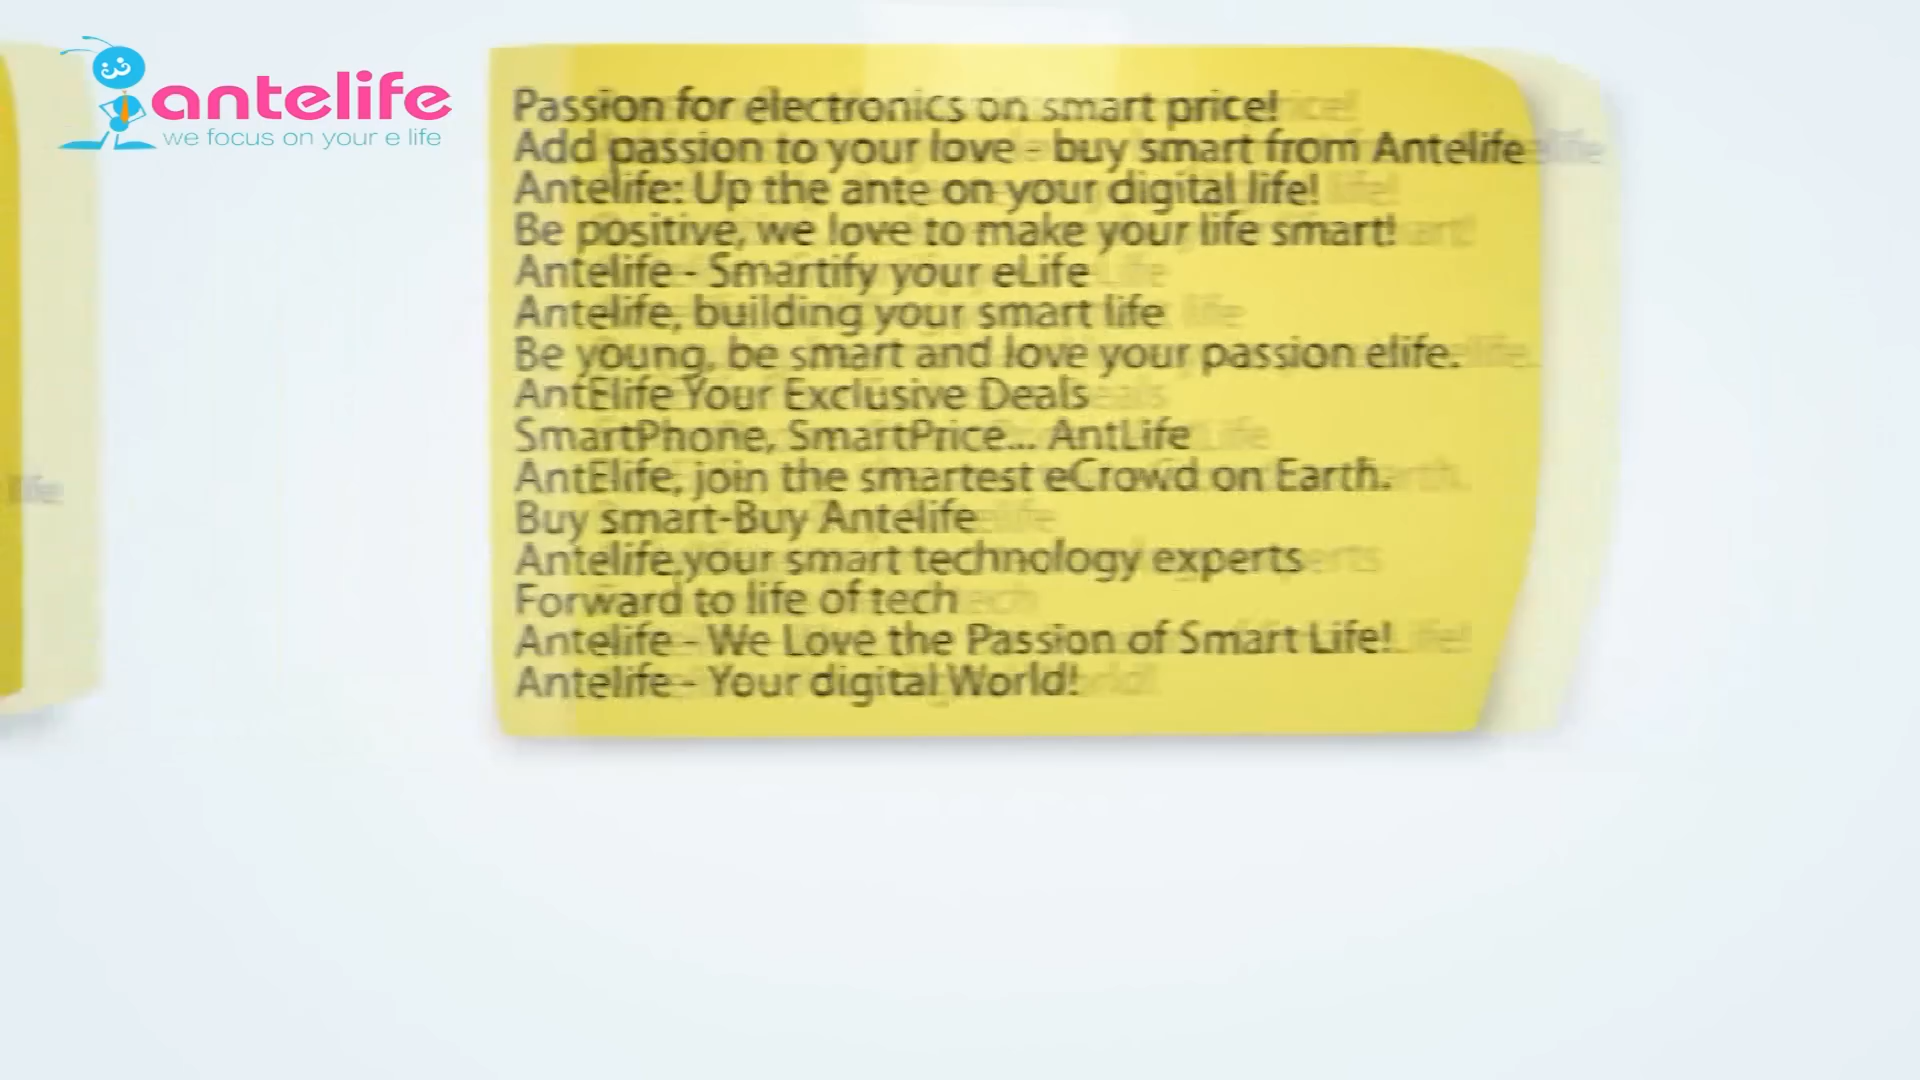 antelife
we focus on your e life
Passion for electronics on smart price!
Add passion to your love - buy smart from Antelife
Antelife: Up the ante on your digital life!
Be positive, we love to make your life smart!
Antelife - Smartify your eLife
Antelife, building your smart life
Be young, be smart and love your passion elife.
AntElife Your Exclusive Deals
SmartPhone, SmartPrice... AntLife
AntElife, join the smartest eCrowd on Earth.
Buy smart-Buy Antelife
Antelife,your smart technology experts
Forward to life of tech
Antelife - We Love the Passion of Smart Life!
Antelife - Your digital World!
life